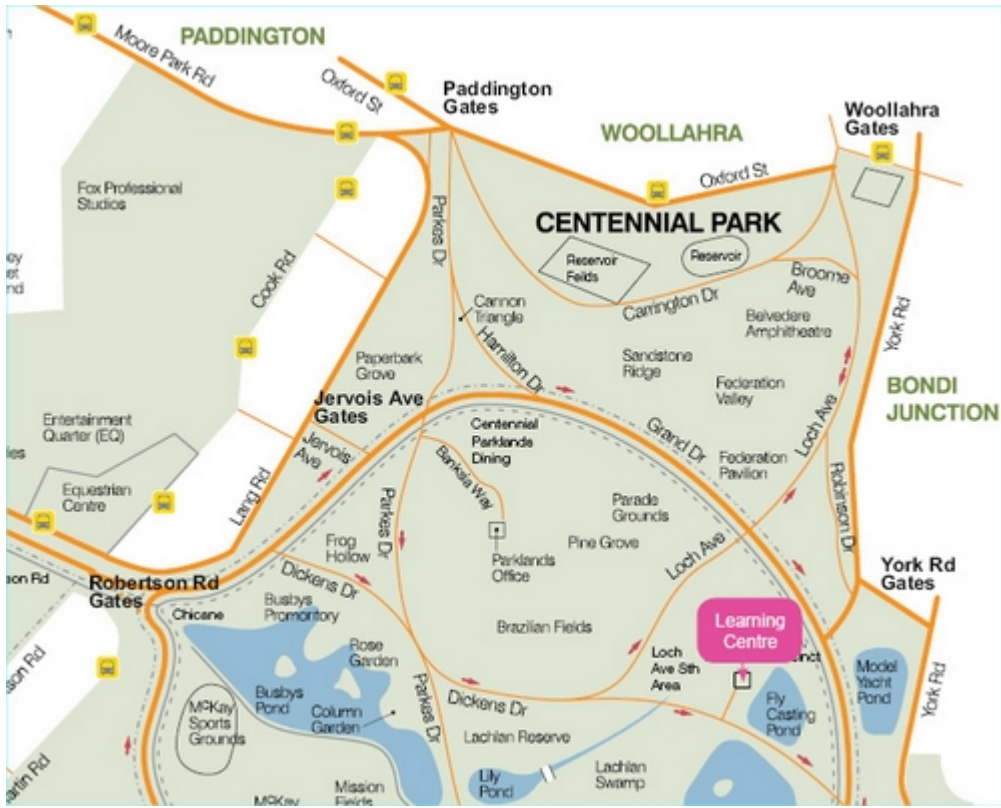 PADDINGTON
Moore Park Rd
Oxford St
Paddington
Gates
WOOLLAHRA
Woollahra
Gates
Oxford St
Fox Professional
Studios
CENTENNIAL PARK
Parkes Dr
Reservoir
Feilds
Reservoir
Carrington Dr
Broome
Ave
Cook Rd
Cannon
Triangle
Hamilton Dr
Belvedere
Amphitheatre
York Rd
Paperbark
Grove
Sandstone
Ridge
Federation
Valley
BONDI
JUNCTION
Jervois Ave
Gates
Entertainment
Quarter (EQ)
Jervois
Ave
Centennial
Parklands
Dining
Grand Dr
Loch Ave
Federation
Pavilion
Equestrian
Centre
Lang Rd
Banksia Way
Parkes Dr
Parade
Grounds
Robinson Dr
Frog
Hollow
Parklands
Office
Pine Grove
Loch Ave
York Rd
Gates
Robertson Rd
Gates
Dickens Dr
Chicane
Busbys
Promontory
Brazilian Fields
Learning
Centre
Rose
Garden
Loch
Ave Sth
Area
Model
Yacht
Pond
Busbys
Pond
Column
Garden
Parkes Dr
Dickens Dr
Fly
Casting
Pond
York Rd
McKay
Sports
Grounds
Lachlan Reserve
Mission
Fields
Lily
Pond
Lachlan
Swamp
McKay